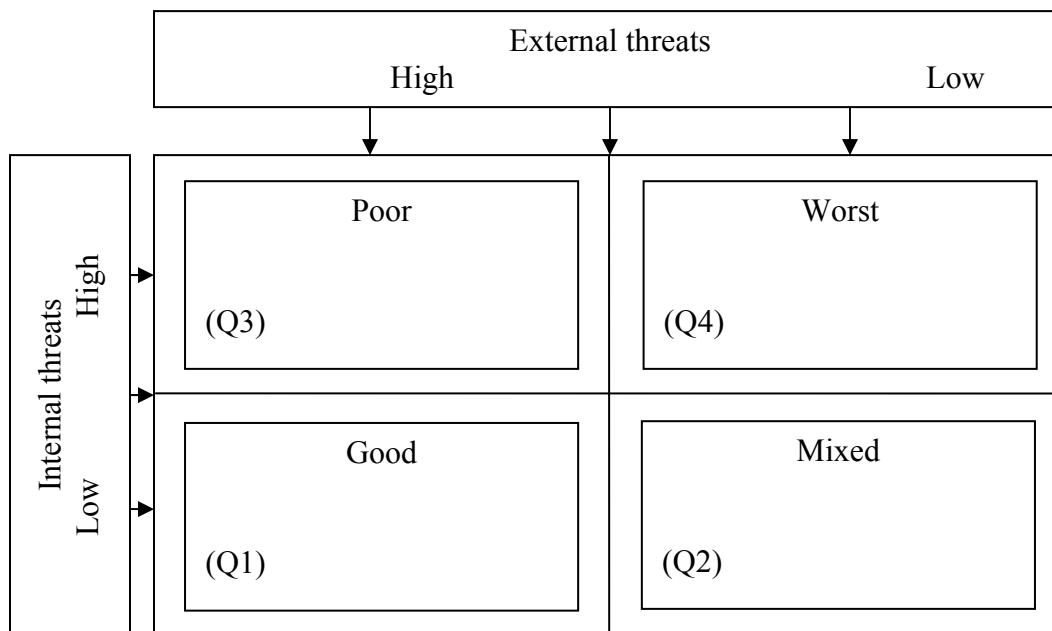 External threats
High Low
Internal threats
High
Low
Poor
(Q3)
Worst
(Q4)
Good
(Q1)
Mixed
(Q2)